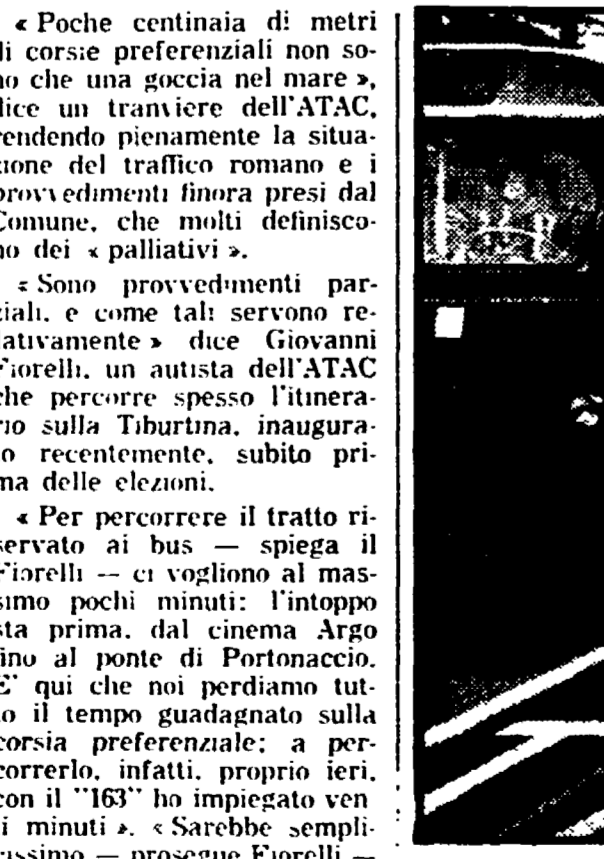 « Poche centinaia di metri
di corsie preferenziali non so-
no che una goccia nel mare »,
dice un tranviere dell'ATAC,
rendendo pienamente la situa-
zione del traffico romano e i
provvedimenti finora presi dal
Comune, che molti definisco-
no dei « palliativi ».
« Sono provvedimenti par-
ziali, e come tali servono re-
lativamente » dice Giovanni
Fiorelli, un autista dell'ATAC
che percorre spesso l'itinera-
rio sulla Tiburtina, inaugura-
to recentemente, subito pri-
ma delle elezioni.
« Per percorrere il tratto ri-
servato ai bus — spiega il
Fiorelli — ci vogliono al mas-
simo pochi minuti: l'intoppo
sta prima, dal cinema Argo
fino al ponte di Portonaccio.
E' qui che noi perdiamo tut-
to il tempo guadagnato sulla
corsia preferenziale; a per-
correrlo, infatti, proprio ieri,
con il "163" ho impiegato ven
ti minuti ». « Sarebbe sempli-
cissimo — prosegue Fiorelli —